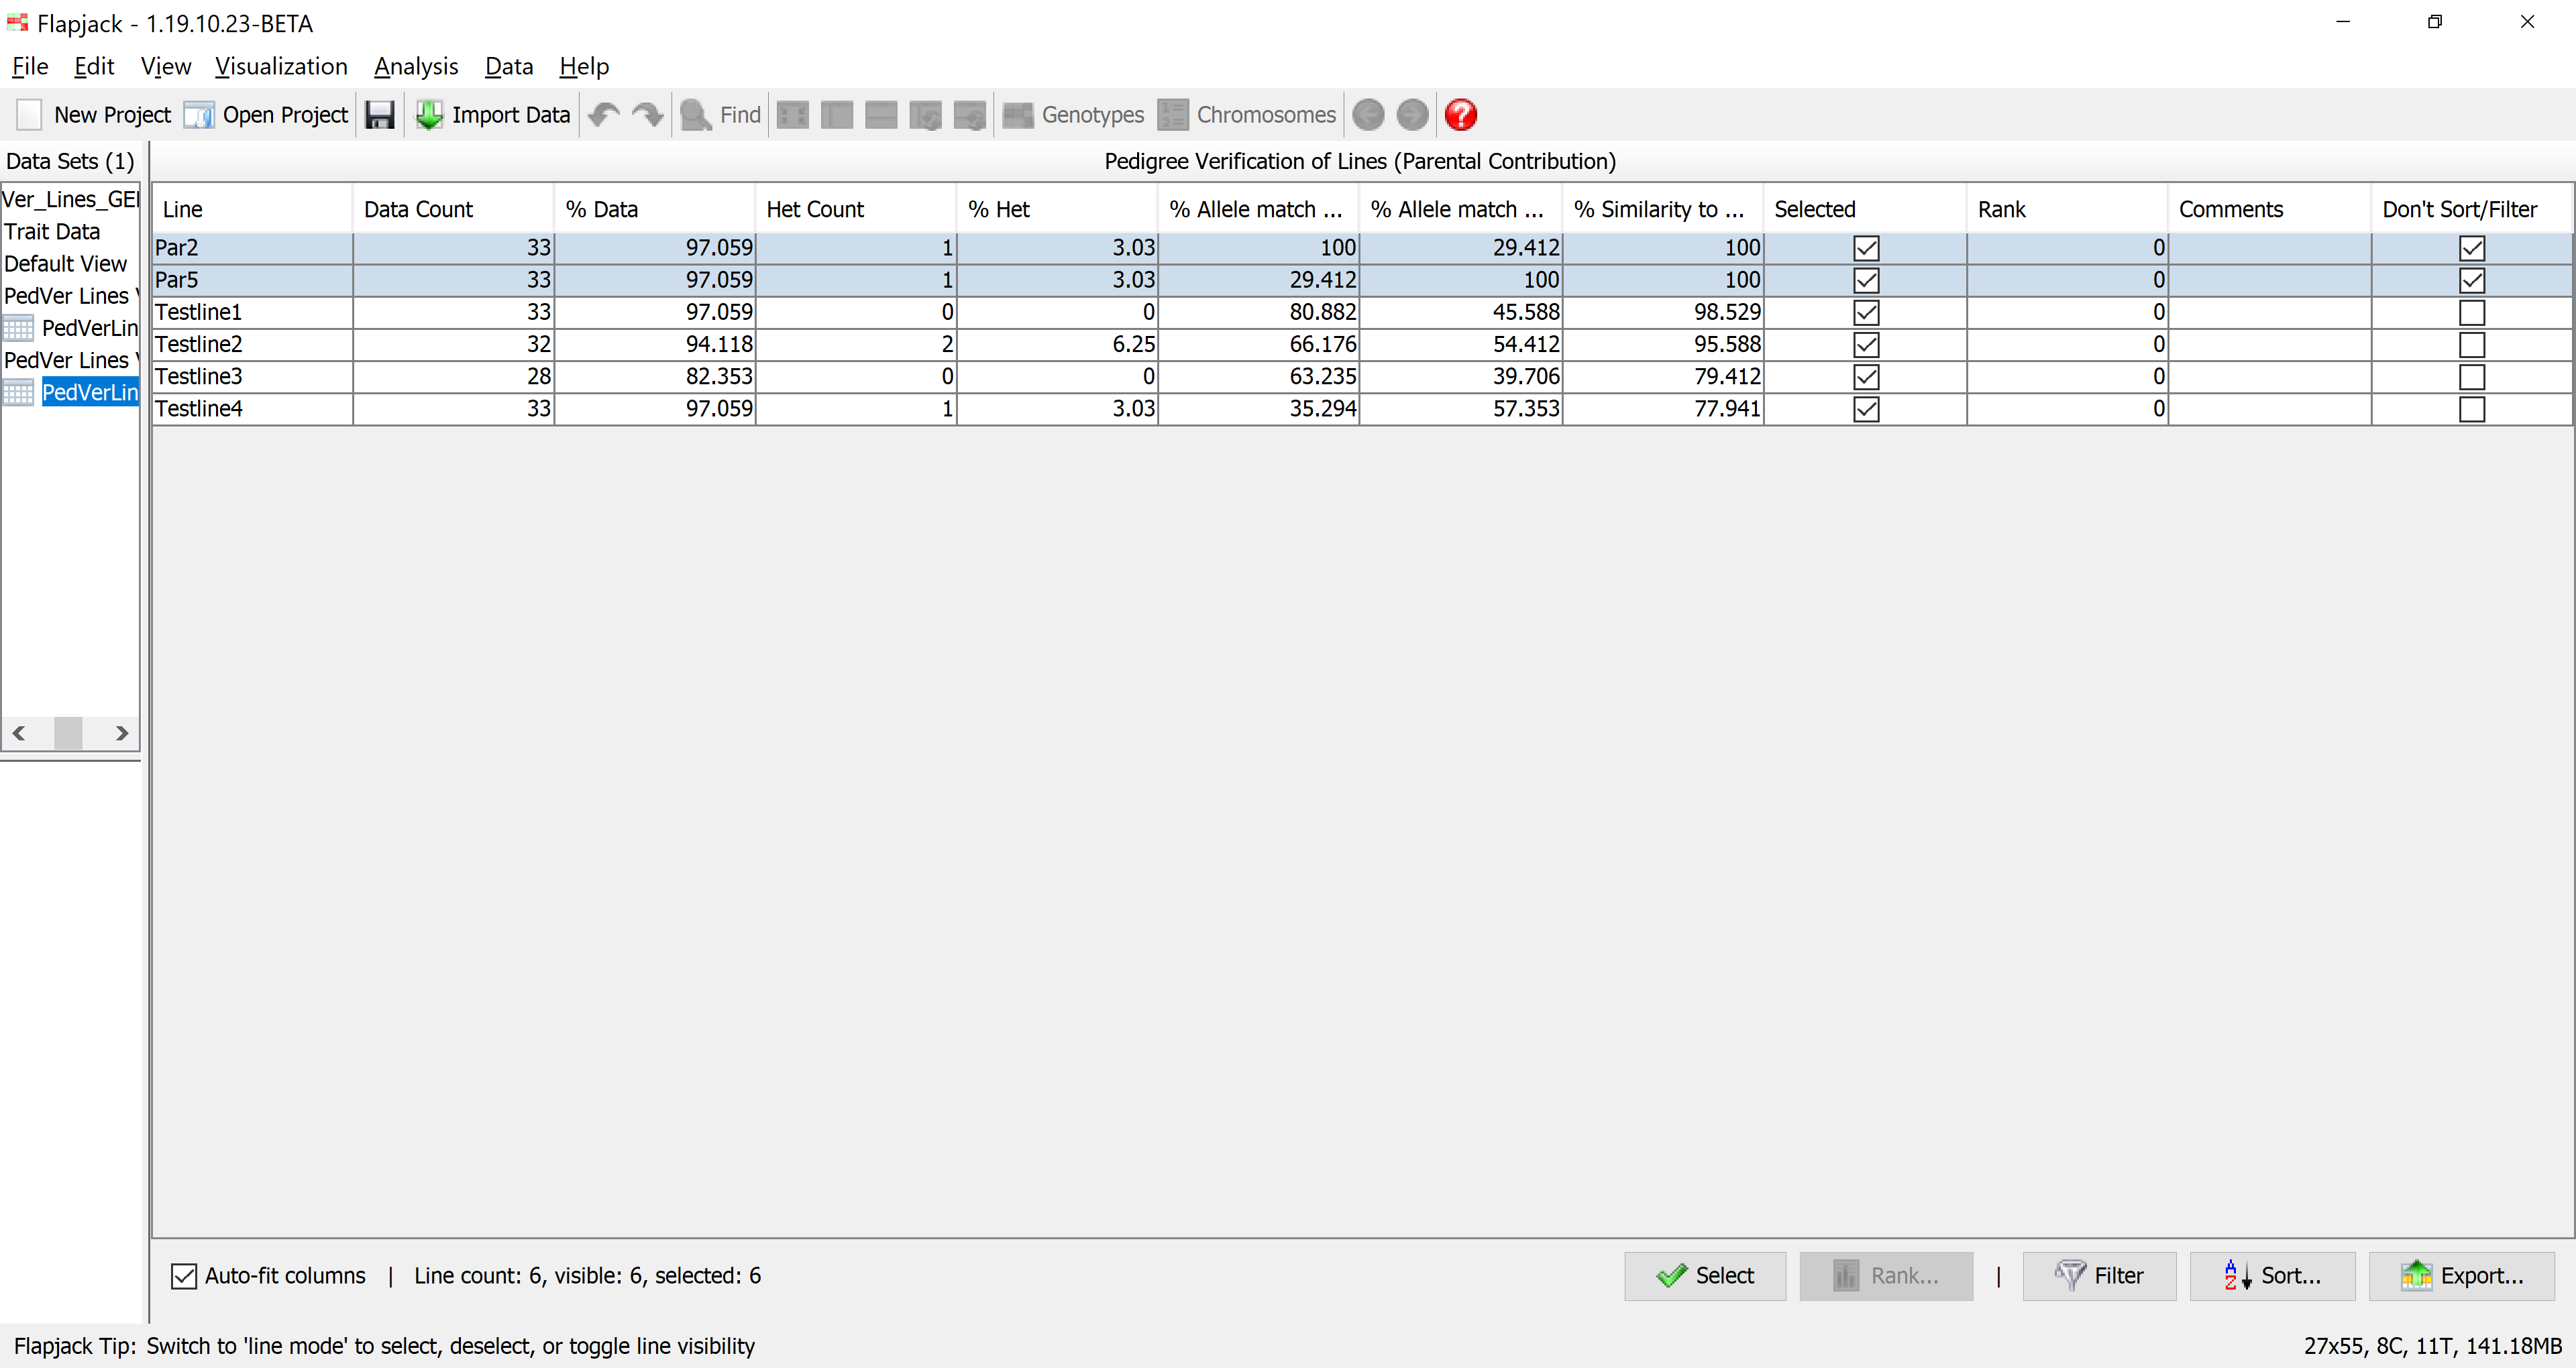 Flapjack - 1.19.10.23-BETA
File Edit View Visualization Analysis Data Help
New Project Open Project Import Data Find Genotypes Chromosomes
Data Sets (1)
Ver_Lines_GE
Trait Data
Default View
PedVer Lines
PedVerLin
PedVer Lines
PedVerLin
Pedigree Verification of Lines (Parental Contribution)
Line Data Count % Data Het Count % Het % Allele match ... % Allele match ... % Similarity to ... Selected Rank Comments Don't Sort/Filter
Par2 33 97.059 1 3.03 100 29.412 100 0
Par5 33 97.059 1 3.03 29.412 100 100 0
Testline1 33 97.059 0 0 80.882 45.588 98.529 0
Testline2 32 94.118 2 6.25 66.176 54.412 95.588 0
Testline3 28 82.353 0 0 63.235 39.706 79.412 0
Testline4 33 97.059 1 3.03 35.294 57.353 77.941 0
Auto-fit columns | Line count: 6, visible: 6, selected: 6
Select Rank... | Filter Sort... Export...
Flapjack Tip: Switch to 'line mode' to select, deselect, or toggle line visibility
27x55, 8C, 11T, 141.18MB